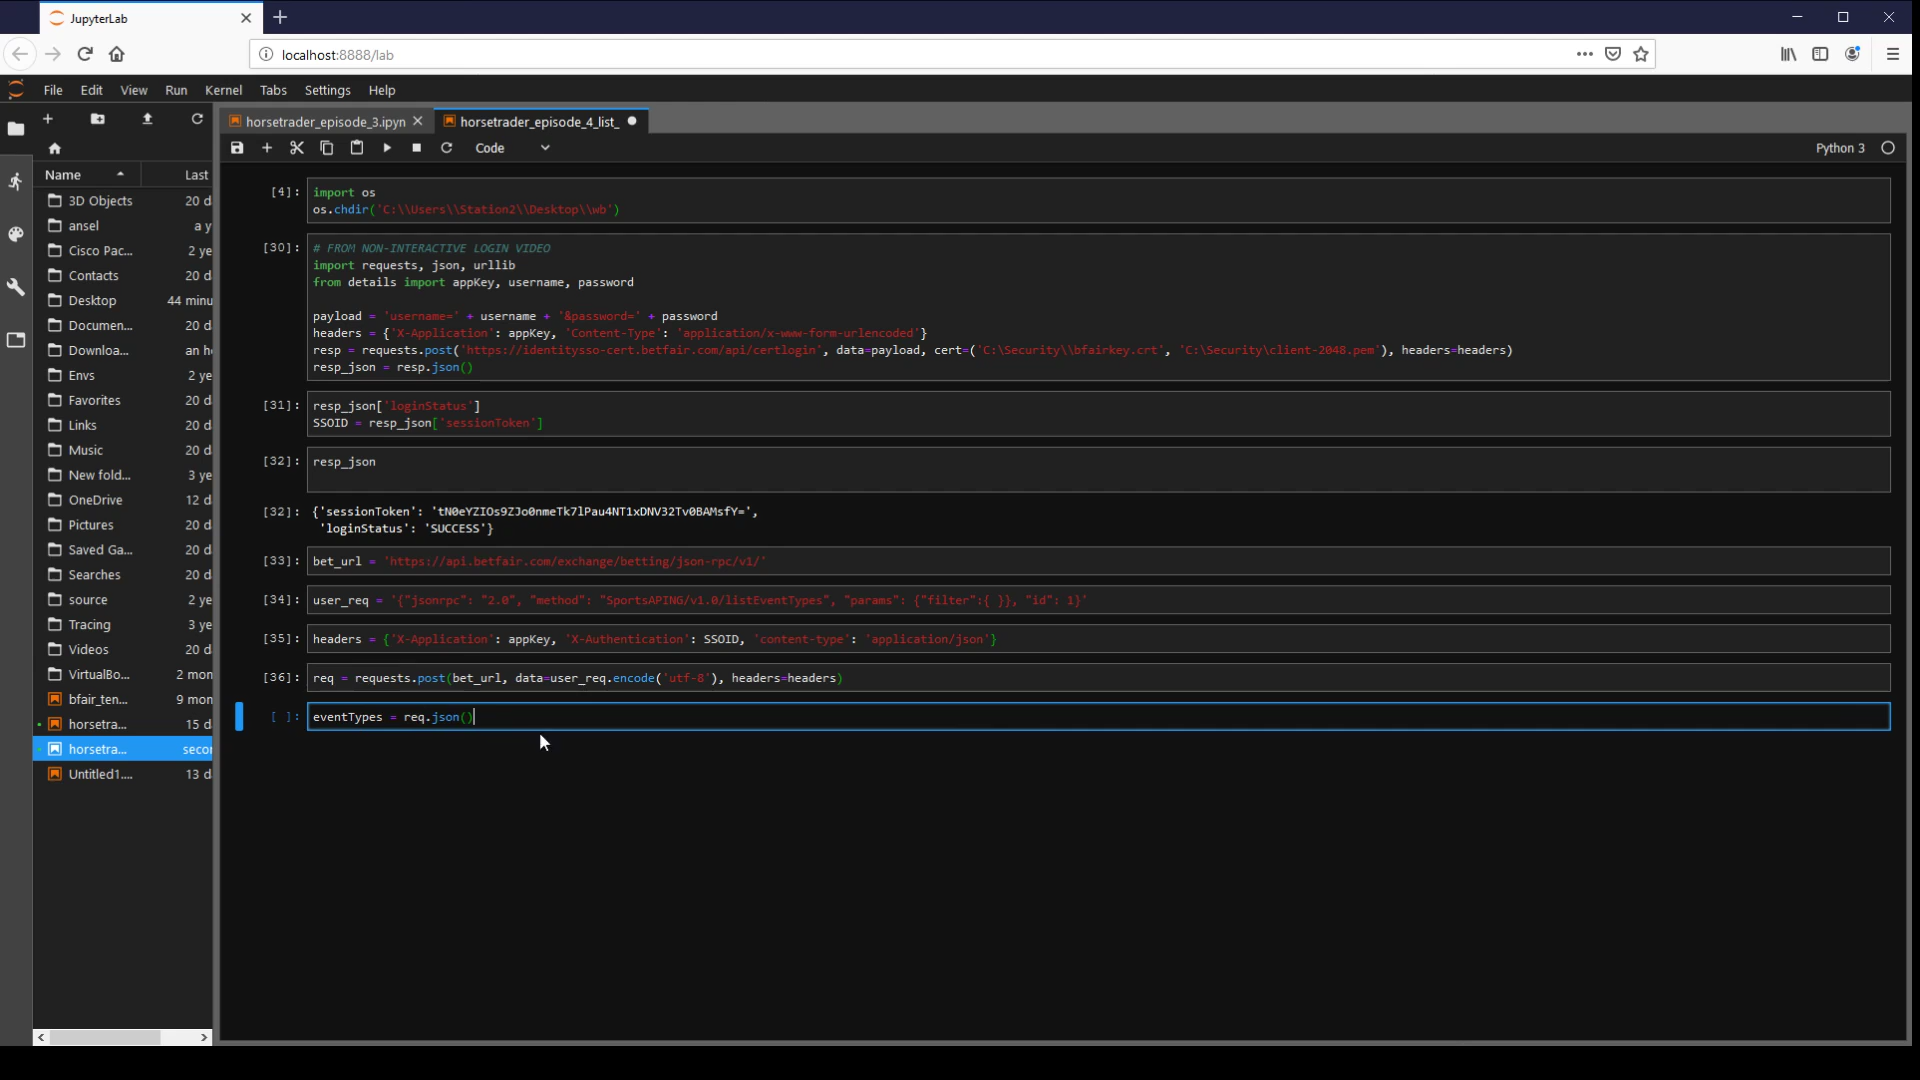 JupyterLab
localhost:8888/lab
File Edit View Run Kernel Tabs Settings Help
horsetrader_episode_3.ipyn
horsetrader_episode_4_list_
Code
Python 3
Name Last
3D Objects 20 d
ansel a y
Cisco Pac... 2 ye
Contacts 20 d
Desktop 44 minu
Documen... 20 d
Downloa... an h
Envs 2 ye
Favorites 20 d
Links 20 d
Music 20 d
New fold... 3 ye
OneDrive 12 d
Pictures 20 d
Saved Ga... 20 d
Searches 20 d
source 2 ye
Tracing 3 ye
Videos 20 d
VirtualBo... 2 mon
bfair_ten... 9 mon
horsetra... 15 d
horsetra... secon
Untitled1.... 13 d
[4]: import os
os.chdir('C:\\Users\\Station2\\Desktop\\wb')
[30]: # FROM NON-INTERACTIVE LOGIN VIDEO
import requests, json, urllib
from details import appKey, username, password
payload = 'username=' + username + '&password=' + password
headers = {'X-Application': appKey, 'Content-Type': 'application/x-www-form-urlencoded'}
resp = requests.post('https://identitysso-cert.betfair.com/api/certlogin', data=payload, cert=('C:\Security\\bfairkey.crt', 'C:\Security\client-2048.pem'), headers=headers)
resp_json = resp.json()
[31]: resp_json['loginStatus']
SSOID = resp_json['sessionToken']
[32]: resp_json
[32]: {'sessionToken': 'tN0eYZIOs9ZJo0nmeTk7lPau4NT1xDNV32Tv0BAMsfY=',
'loginStatus': 'SUCCESS'}
[33]: bet_url = 'https://api.betfair.com/exchange/betting/json-rpc/v1/'
[34]: user_req = '{"jsonrpc": "2.0", "method": "SportsAPING/v1.0/listEventTypes", "params": {"filter":{ }}, "id": 1}'
[35]: headers = {'X-Application': appKey, 'X-Authentication': SSOID, 'content-type': 'application/json'}
[36]: req = requests.post(bet_url, data=user_req.encode('utf-8'), headers=headers)
[ ]: eventTypes = req.json()